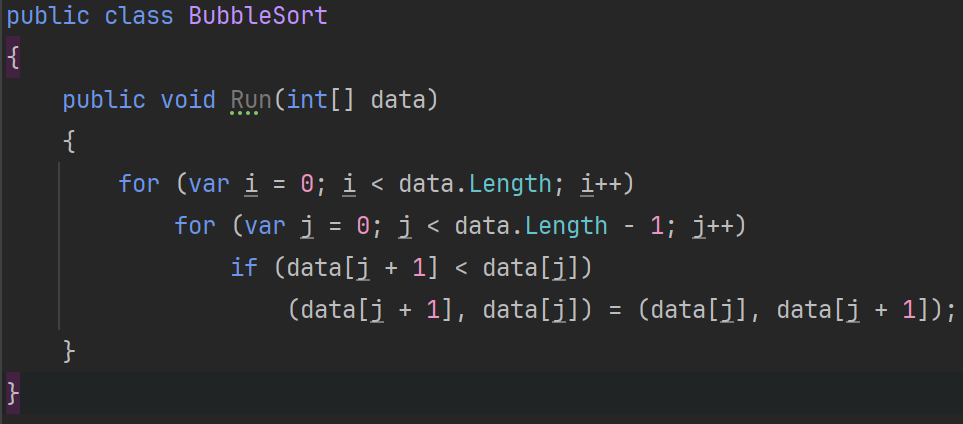 public class BubbleSort
{
    public void Run(int[] data)
    {
        for (var i = 0; i < data.Length; i++)
            for (var j = 0; j < data.Length - 1; j++)
                if (data[j + 1] < data[j])
                    (data[j + 1], data[j]) = (data[j], data[j + 1]);
    }
}